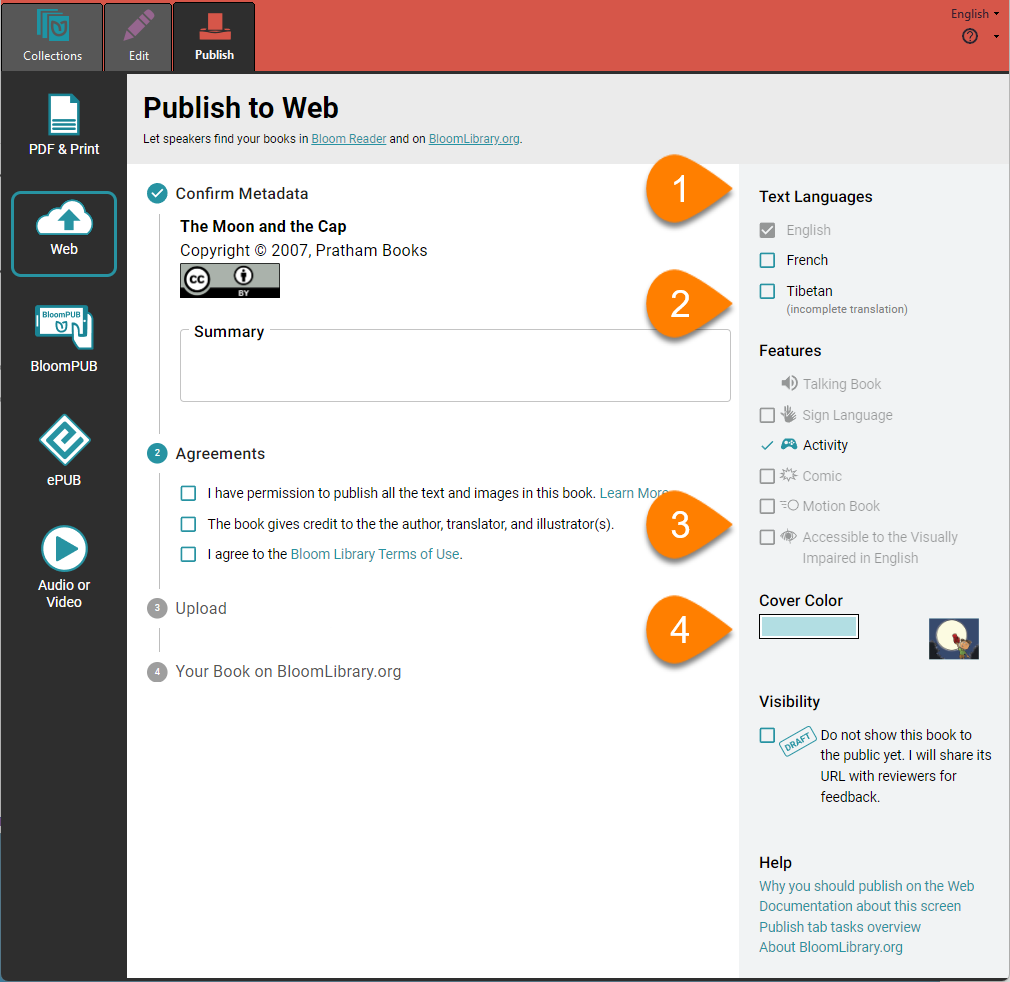 English
Collections
Edit
Publish
PDF & Print
Web
BloomPUB
BloomPUB
ePUB
Audio or
Video
Publish to Web
Let speakers find your books in Bloom Reader and on BloomLibrary.org.
Confirm Metadata
The Moon and the Cap
Copyright © 2007, Pratham Books
CC
BY
Summary
2 Agreements
I have permission to publish all the text and images in this book. Learn More
The book gives credit to the the author, translator, and illustrator(s).
I agree to the Bloom Library Terms of Use.
3 Upload
4 Your Book on BloomLibrary.org
1
2
3
4
Text Languages
English
French
Tibetan
(incomplete translation)
Features
Talking Book
Sign Language
Activity
Comic
Motion Book
Accessible to the Visually
Impaired in English
Cover Color
Visibility
DRAFT
Do not show this book to
the public yet. I will share its
URL with reviewers for
feedback.
Help
Why you should publish on the Web
Documentation about this screen
Publish tab tasks overview
About BloomLibrary.org